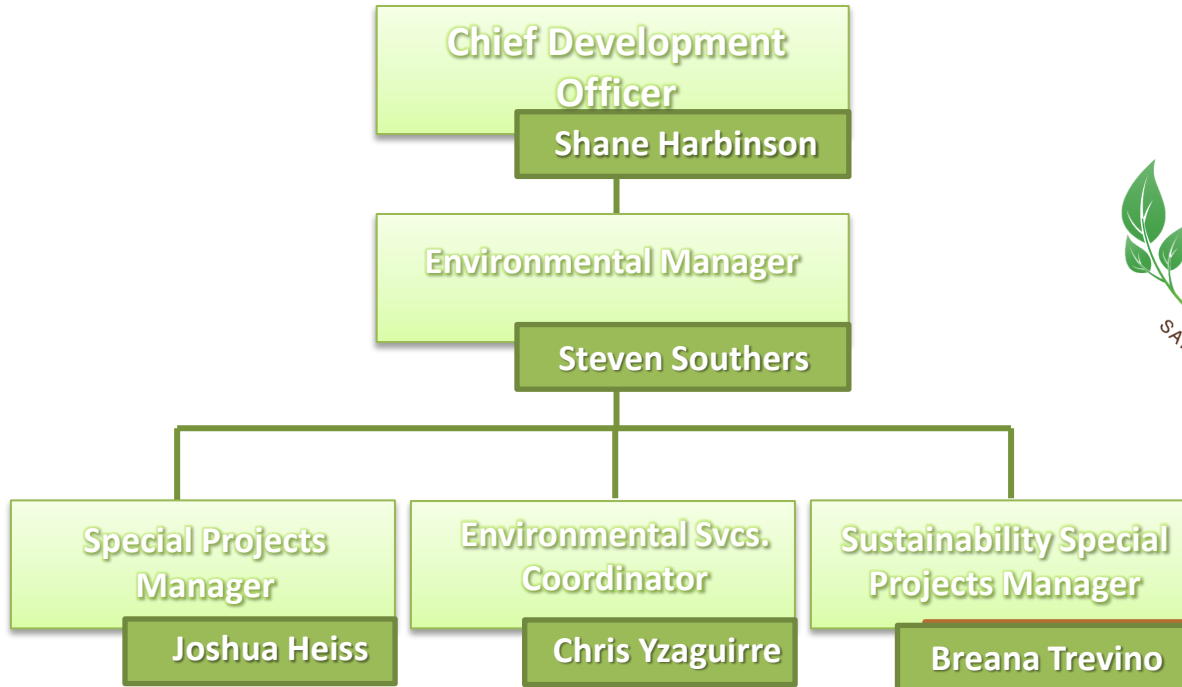 Chief Development
Officer
Shane Harbinson
Environmental Manager
Steven Southers
Special Projects
Manager
Joshua Heiss
Environmental Svcs.
Coordinator
Chris Yzaguirre
Sustainability Special
Projects Manager
Breana Trevino